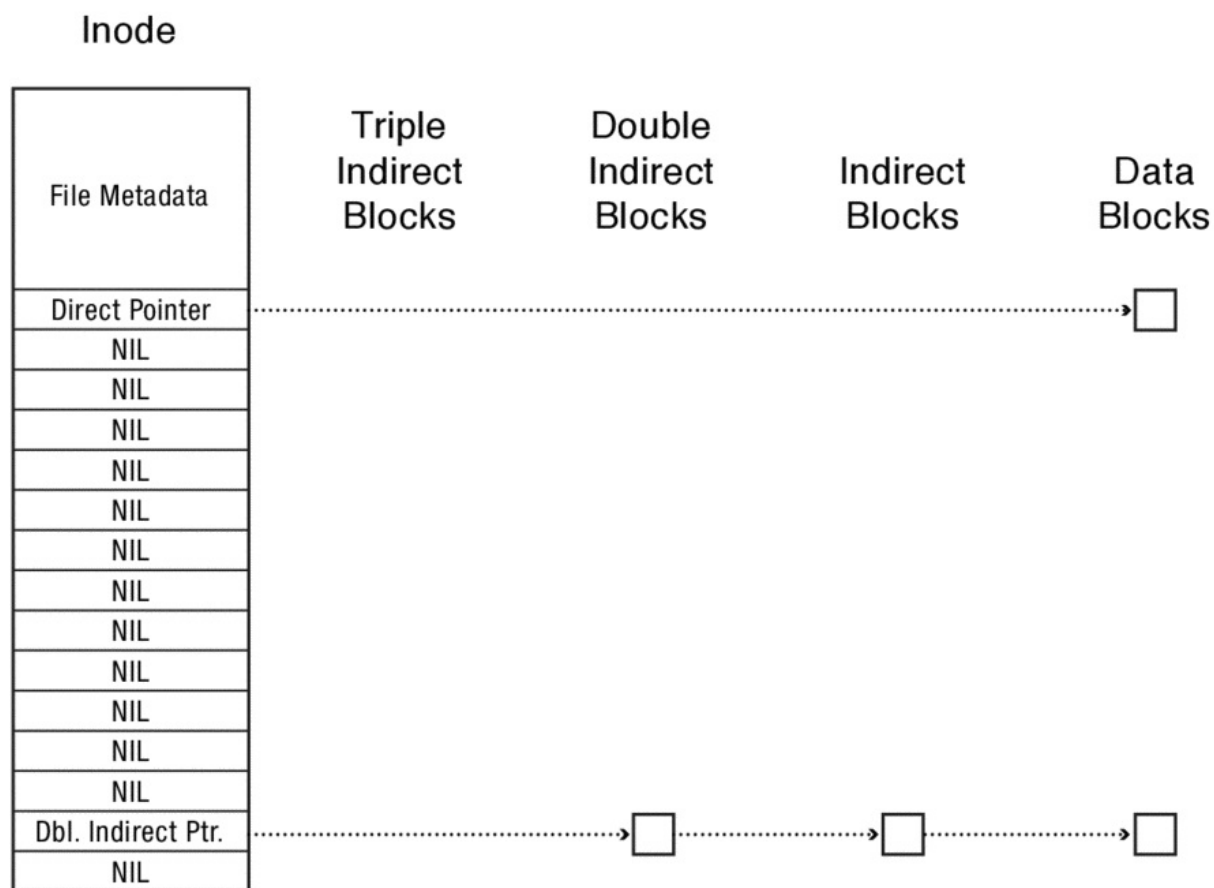 Inode
Triple
Indirect
Blocks
Double
Indirect
Blocks
Indirect
Blocks
Data
Blocks
File Metadata
Direct Pointer
NIL
NIL
NIL
NIL
NIL
NIL
NIL
NIL
NIL
NIL
NIL
NIL
Dbl. Indirect Ptr.
NIL